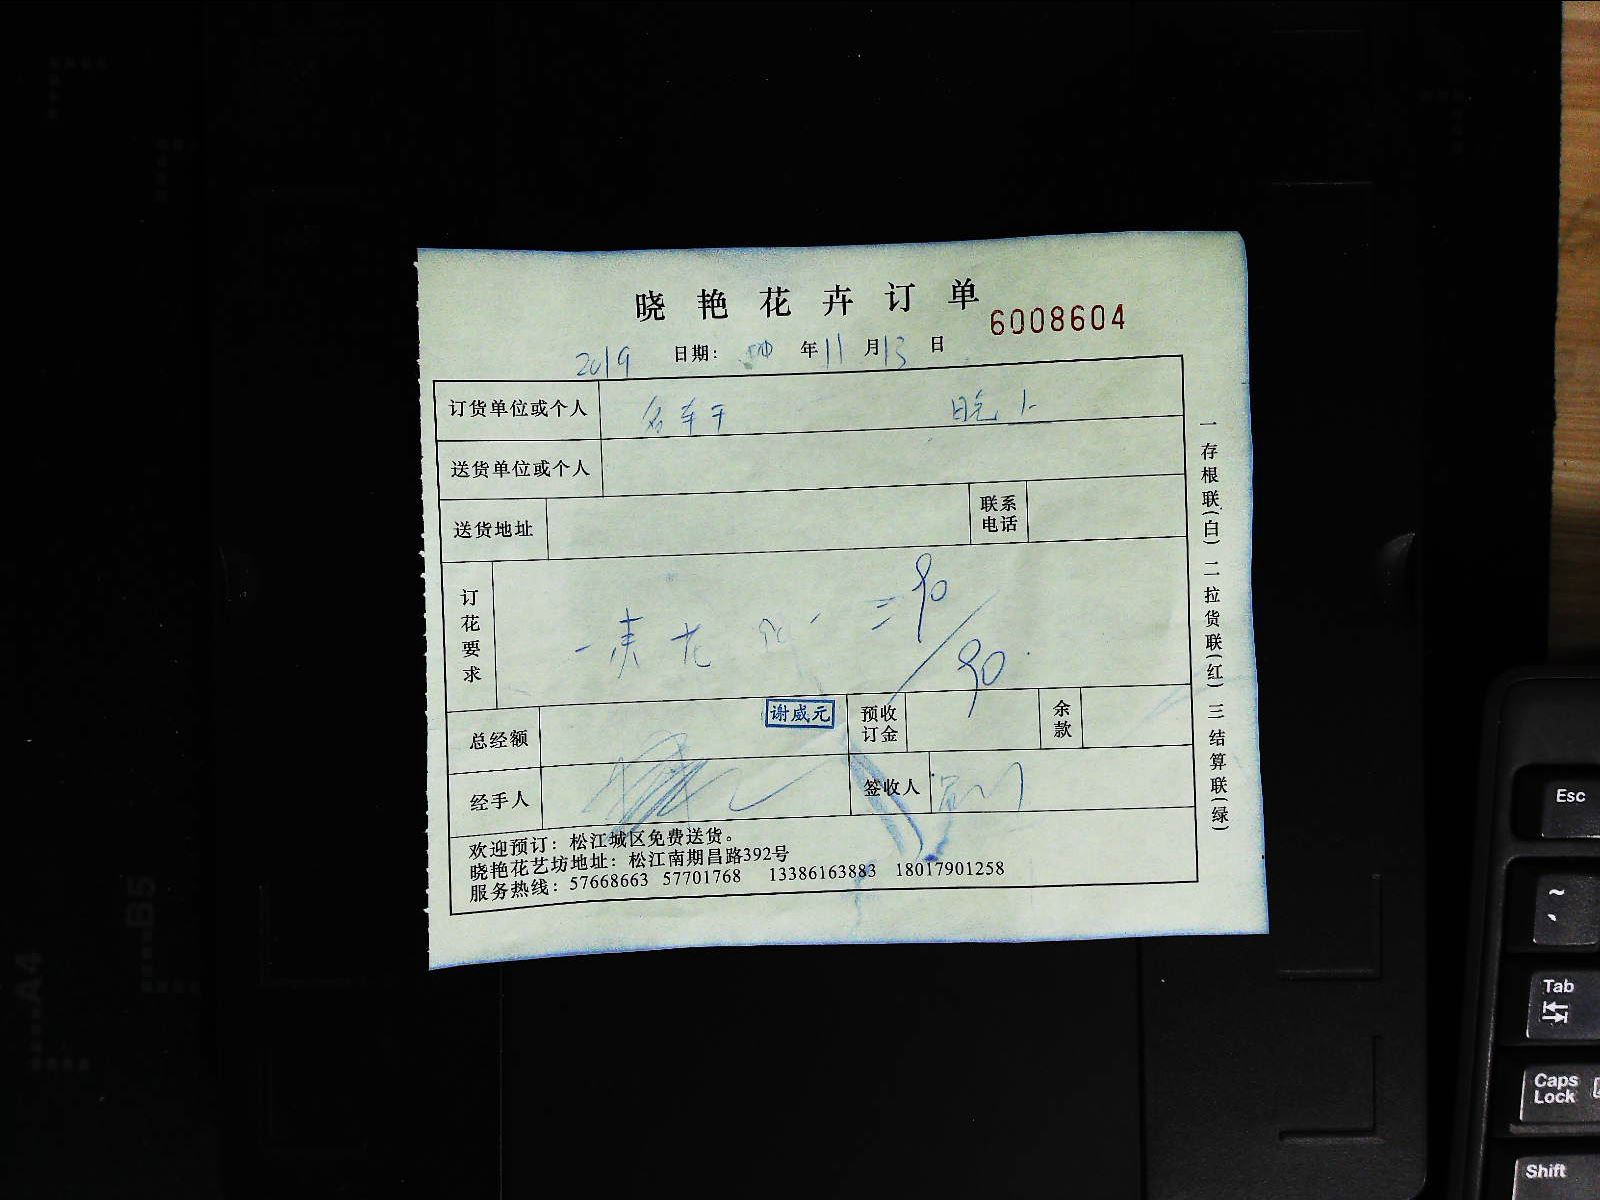 晓艳花卉订单
6008604
2019 日期: 年 11 月 13 日
订货单位或个人 晚上
送货单位或个人
送货地址 联系电话
订花要求 = 90
90
总经额 谢威元 预收订金 余款
经手人 签收人
欢迎预订：松江城区免费送货。
晓艳花艺坊地址：松江南期昌路392号
服务热线：57668663 57701768 13386163883 18017901258
一存根联(白) 二拉货联(红) 三结算联(绿)
A4
B5
Esc
~
Tab
Caps Lock
Shift